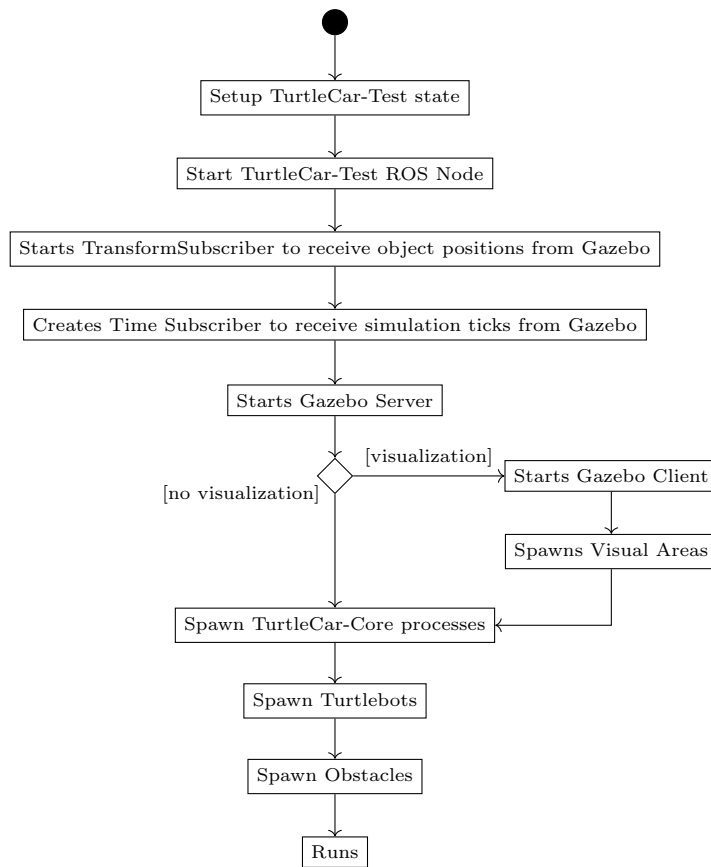 Setup TurtleCar-Test state
Start TurtleCar-Test ROS Node
Starts TransformSubscriber to receive object positions from Gazebo
Creates Time Subscriber to receive simulation ticks from Gazebo
Starts Gazebo Server
[visualization]
Starts Gazebo Client
[no visualization]
Spawns Visual Areas
Spawn TurtleCar-Core processes
Spawn Turtlebots
Spawn Obstacles
Runs